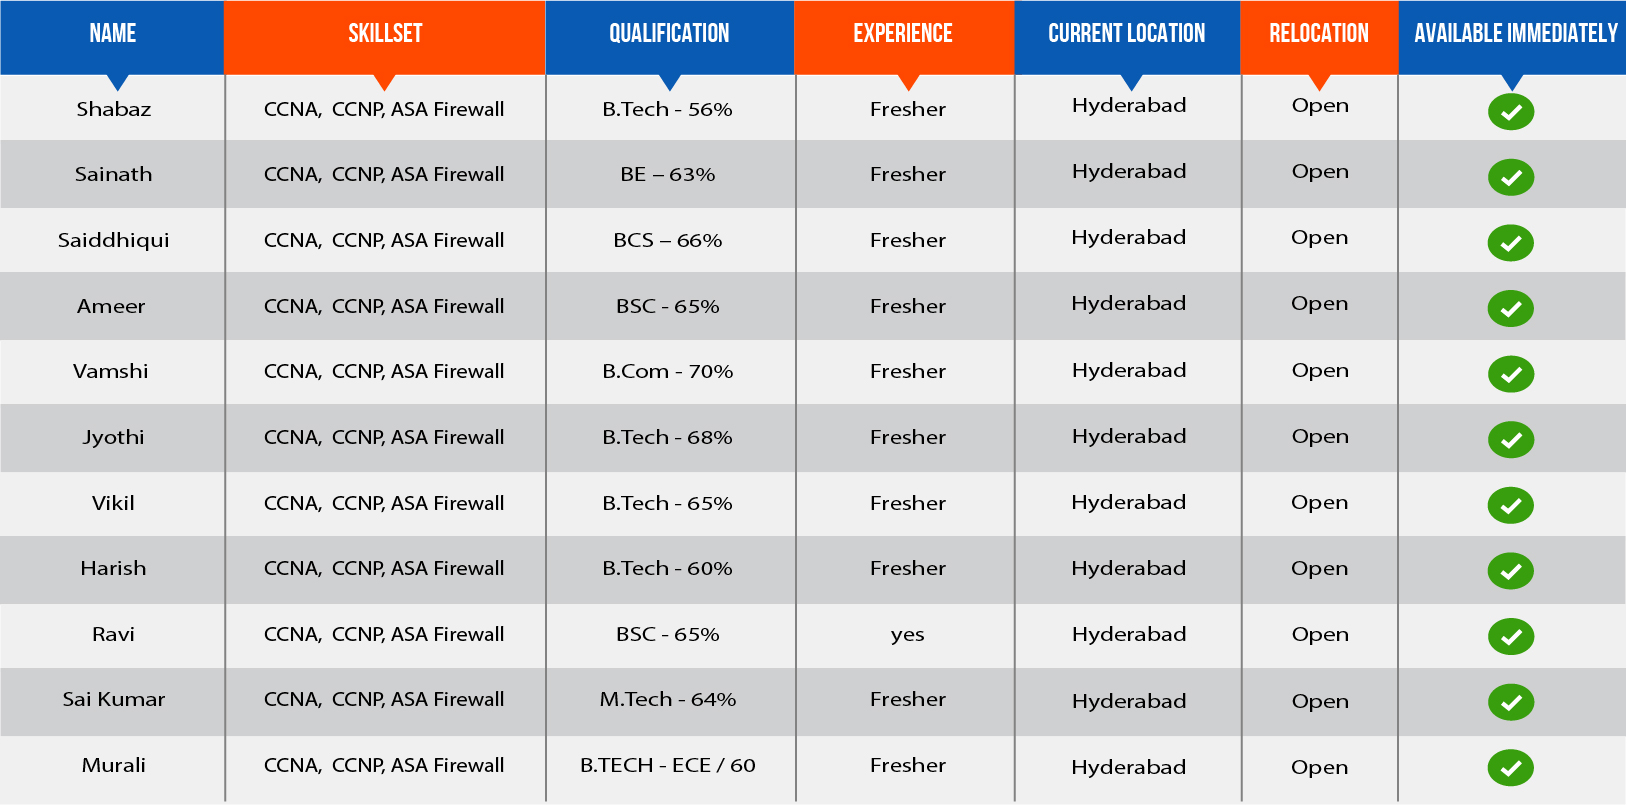 NAME SKILLSET QUALIFICATION EXPERIENCE CURRENT LOCATION RELOCATION AVAILABLE IMMEDIATELY
Shabaz CCNA, CCNP, ASA Firewall B.Tech - 56% Fresher Hyderabad Open
Sainath CCNA, CCNP, ASA Firewall BE – 63% Fresher Hyderabad Open
Saiddhiqui CCNA, CCNP, ASA Firewall BCS – 66% Fresher Hyderabad Open
Ameer CCNA, CCNP, ASA Firewall BSC - 65% Fresher Hyderabad Open
Vamshi CCNA, CCNP, ASA Firewall B.Com - 70% Fresher Hyderabad Open
Jyothi CCNA, CCNP, ASA Firewall B.Tech - 68% Fresher Hyderabad Open
Vikil CCNA, CCNP, ASA Firewall B.Tech - 65% Fresher Hyderabad Open
Harish CCNA, CCNP, ASA Firewall B.Tech - 60% Fresher Hyderabad Open
Ravi CCNA, CCNP, ASA Firewall BSC - 65% yes Hyderabad Open
Sai Kumar CCNA, CCNP, ASA Firewall M.Tech - 64% Fresher Hyderabad Open
Murali CCNA, CCNP, ASA Firewall B.TECH - ECE / 60 Fresher Hyderabad Open